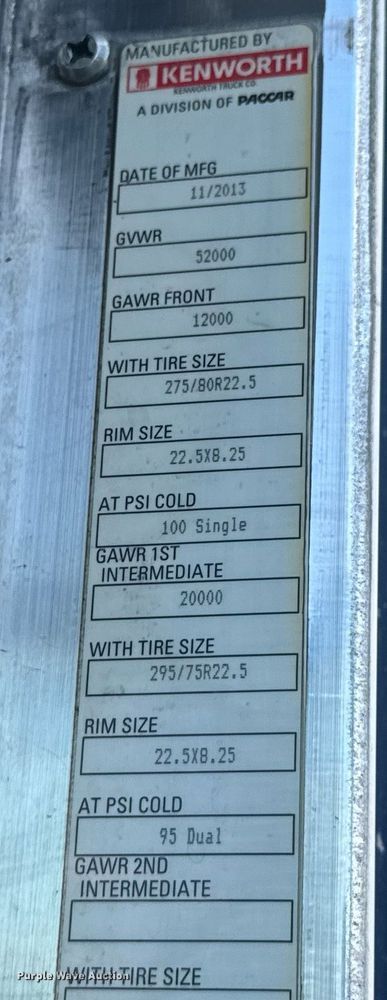 MANUFACTURED BY
KENWORTH
KENWORTH TRUCK CO.
A DIVISION OF PACCAR
DATE OF MFG
11/2013
GVWR
52000
GAWR FRONT
12000
WITH TIRE SIZE
275/80R22.5
RIM SIZE
22.5X8.25
AT PSI COLD
100 Single
GAWR 1ST
INTERMEDIATE
20000
WITH TIRE SIZE
295/75R22.5
RIM SIZE
22.5X8.25
AT PSI COLD
95 Dual
GAWR 2ND
INTERMEDIATE
WITH TIRE SIZE
Purple Wave Auction